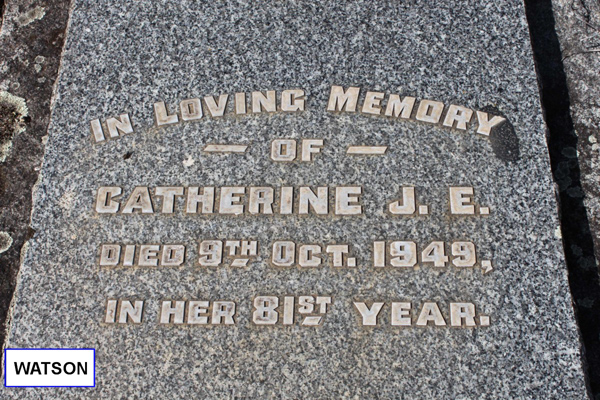 IN LOVING MEMORY
— OF —
CATHERINE J. E.
DIED 9TH OCT. 1949,
IN HER 81ST YEAR.
WATSON